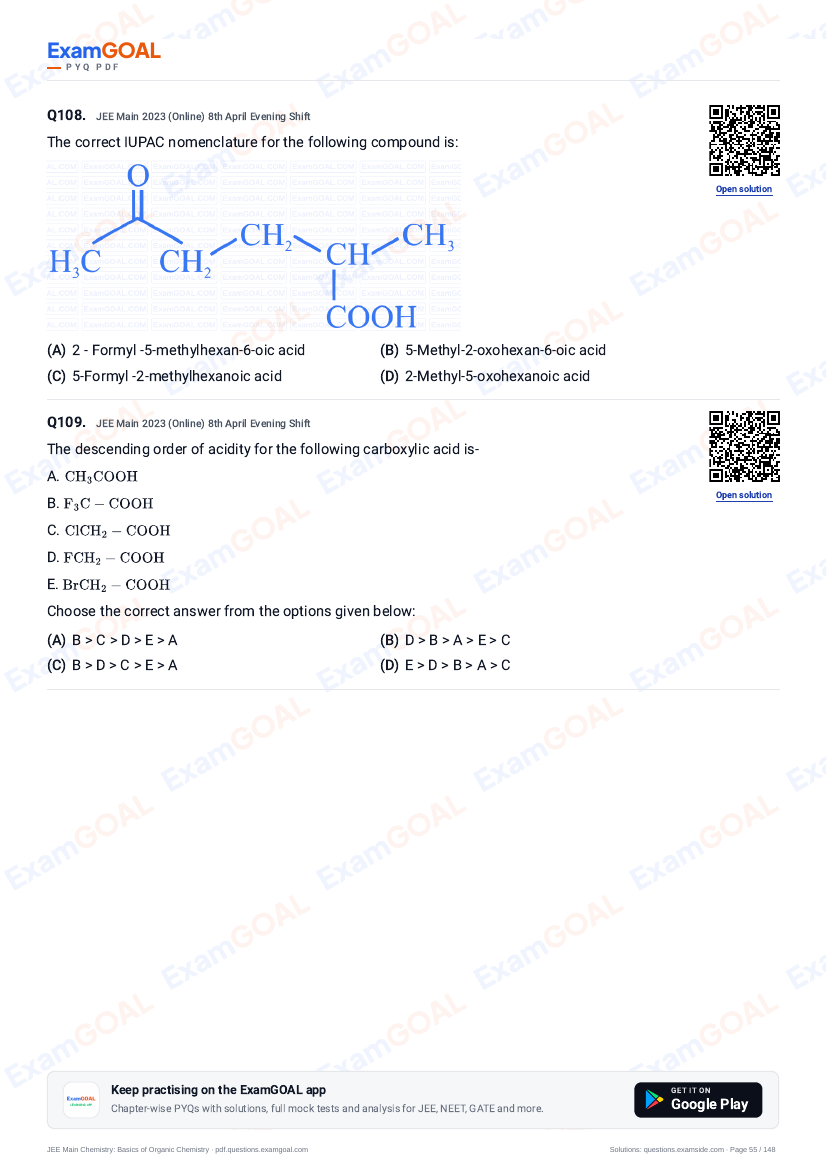 ExamGOAL
PYQ PDF
Q108. JEE Main 2023 (Online) 8th April Evening Shift
The correct IUPAC nomenclature for the following compound is:
Open solution
O
CH₂ CH₃
H₃C CH₂ CH
COOH
(A) 2 - Formyl -5-methylhexan-6-oic acid (B) 5-Methyl-2-oxohexan-6-oic acid
(C) 5-Formyl -2-methylhexanoic acid (D) 2-Methyl-5-oxohexanoic acid
Q109. JEE Main 2023 (Online) 8th April Evening Shift
The descending order of acidity for the following carboxylic acid is-
A. CH₃COOH
Open solution
B. F₃C − COOH
C. ClCH₂ − COOH
D. FCH₂ − COOH
E. BrCH₂ − COOH
Choose the correct answer from the options given below:
(A) B > C > D > E > A (B) D > B > A > E > C
(C) B > D > C > E > A (D) E > D > B > A > C
Keep practising on the ExamGOAL app
Chapter-wise PYQs with solutions, full mock tests and analysis for JEE, NEET, GATE and more.
GET IT ON
Google Play
JEE Main Chemistry: Basics of Organic Chemistry · pdf.questions.examgoal.com Solutions: questions.examside.com · Page 55 / 148